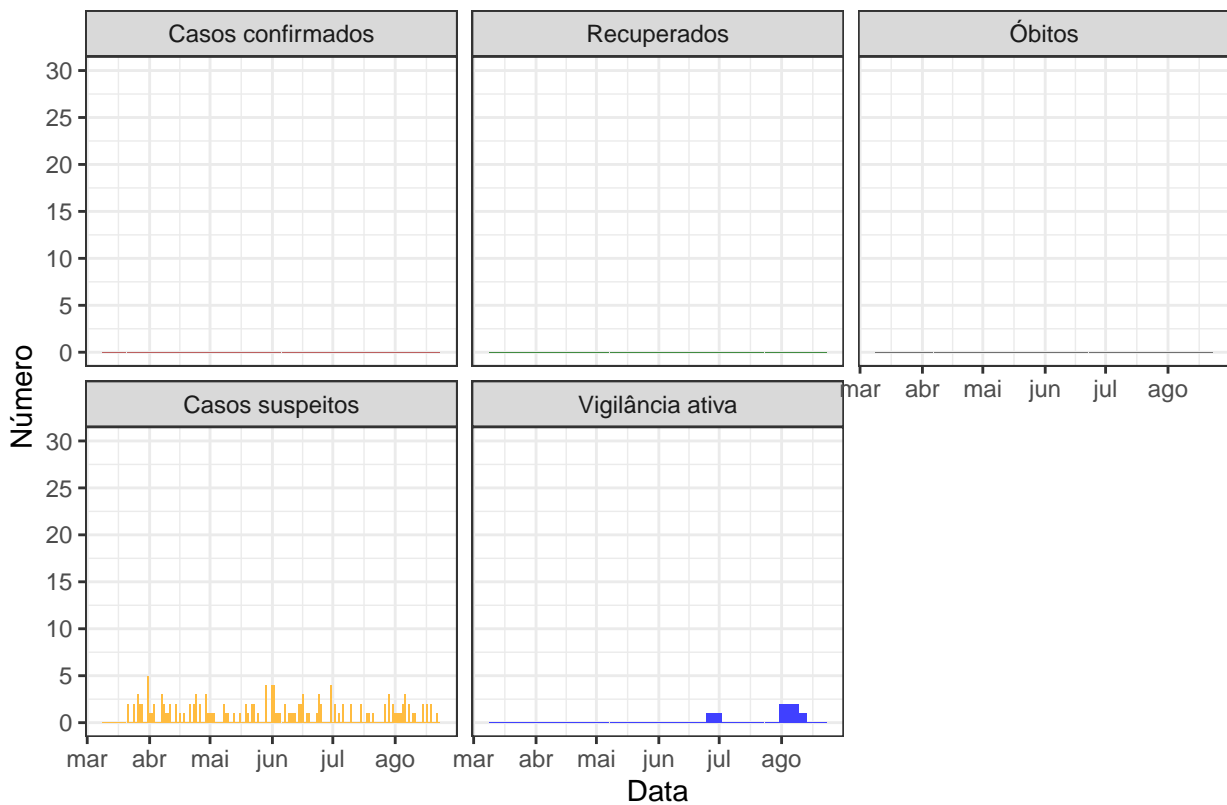 Casos confirmados
Recuperados
Óbitos
30
25
20
15
10
5
0
mar abr mai jun jul ago
Casos suspeitos
Vigilância ativa
30
25
20
15
10
5
0
mar abr mai jun jul ago
mar abr mai jun jul ago
Número
Data